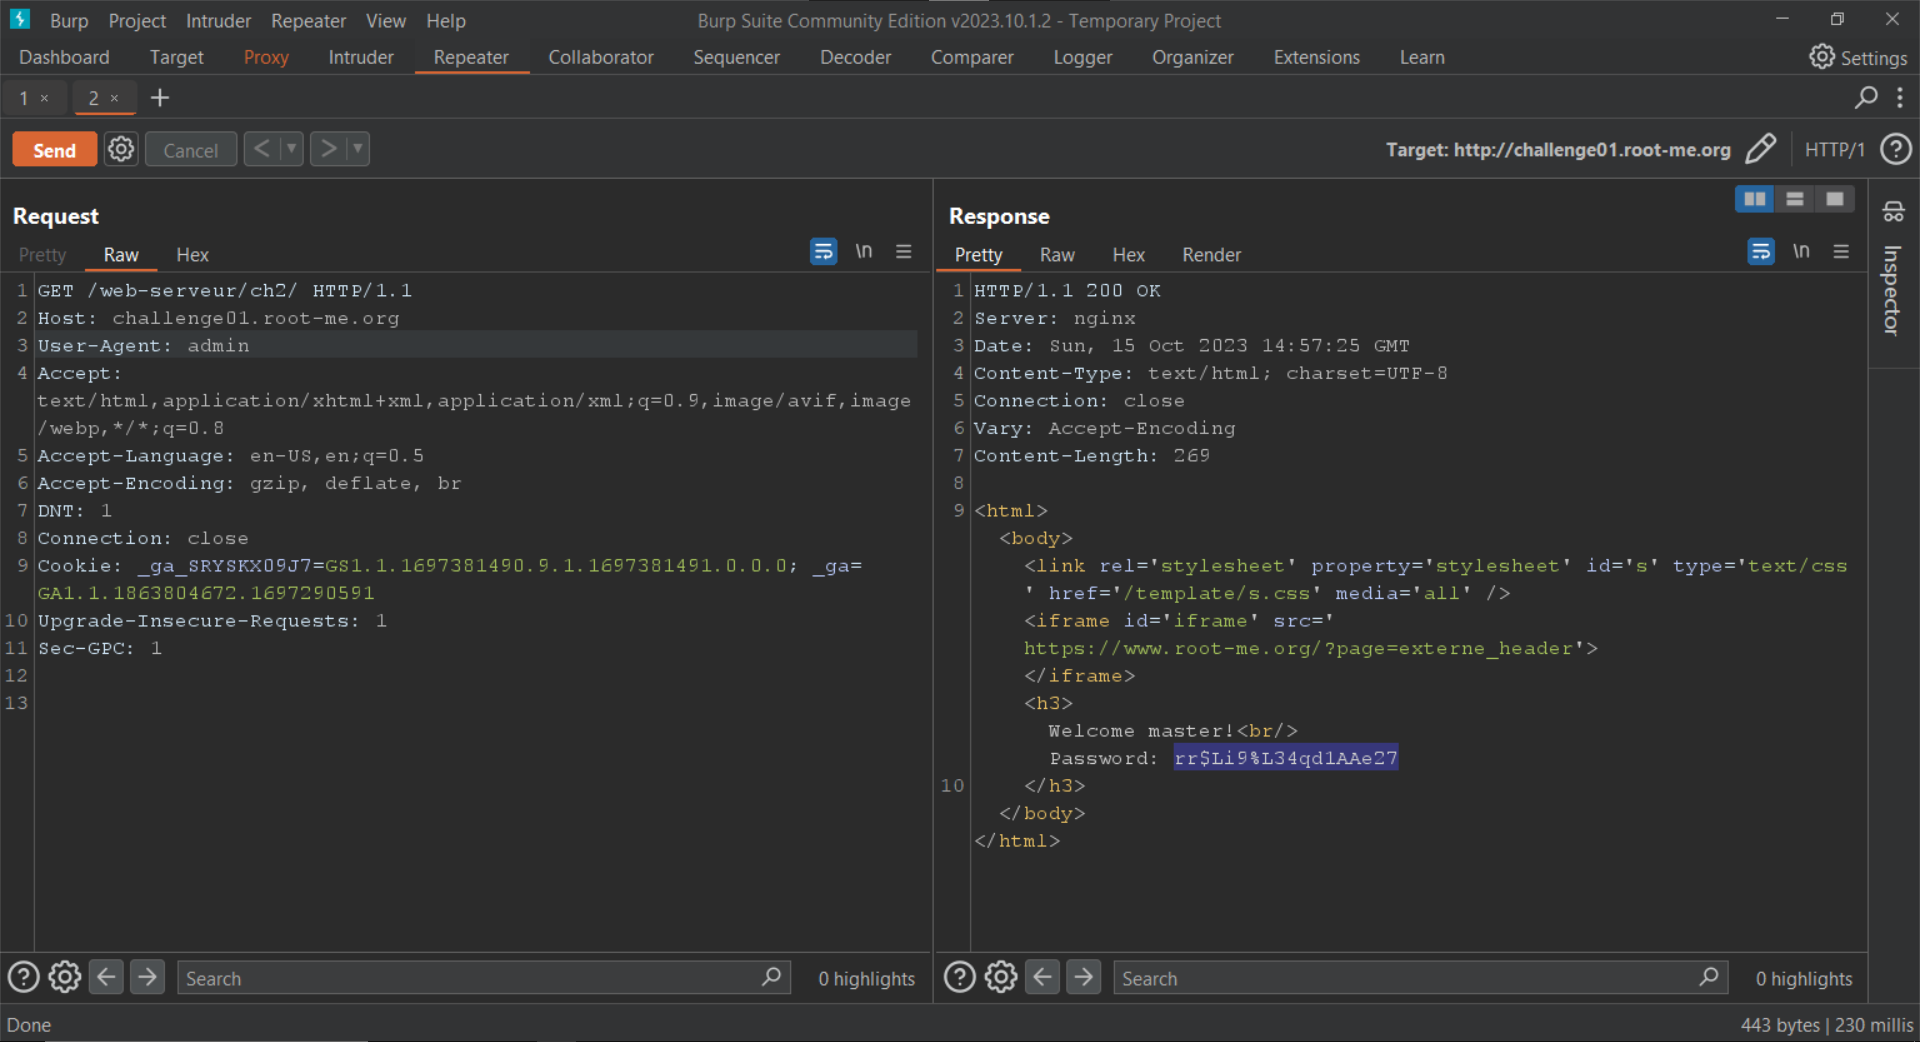 Burp Project Intruder Repeater View Help Burp Suite Community Edition v2023.10.1.2 - Temporary Project
Dashboard Target Proxy Intruder Repeater Collaborator Sequencer Decoder Comparer Logger Organizer Extensions Learn Settings
1 × 2 × +
Send Cancel < > Target: http://challenge01.root-me.org HTTP/1 ?
Request
Pretty Raw Hex \n
1 GET /web-serveur/ch2/ HTTP/1.1
2 Host: challenge01.root-me.org
3 User-Agent: admin
4 Accept:
text/html,application/xhtml+xml,application/xml;q=0.9,image/avif,image
/webp,*/*;q=0.8
5 Accept-Language: en-US,en;q=0.5
6 Accept-Encoding: gzip, deflate, br
7 DNT: 1
8 Connection: close
9 Cookie: _ga_SRYSKX09J7=GS1.1.1697381490.9.1.1697381491.0.0.0; _ga=
GA1.1.1863804672.1697290591
10 Upgrade-Insecure-Requests: 1
11 Sec-GPC: 1
12
13
Search 0 highlights
Response
Pretty Raw Hex Render \n
1 HTTP/1.1 200 OK
2 Server: nginx
3 Date: Sun, 15 Oct 2023 14:57:25 GMT
4 Content-Type: text/html; charset=UTF-8
5 Connection: close
6 Vary: Accept-Encoding
7 Content-Length: 269
8
9 <html>
<body>
<link rel='stylesheet' property='stylesheet' id='s' type='text/css
' href='/template/s.css' media='all' />
<iframe id='iframe' src='
https://www.root-me.org/?page=externe_header'>
</iframe>
<h3>
Welcome master!<br/>
Password: rr$Li9%L34qd1AAe27
10 </h3>
</body>
</html>
Search 0 highlights
Inspector
Done 443 bytes | 230 millis